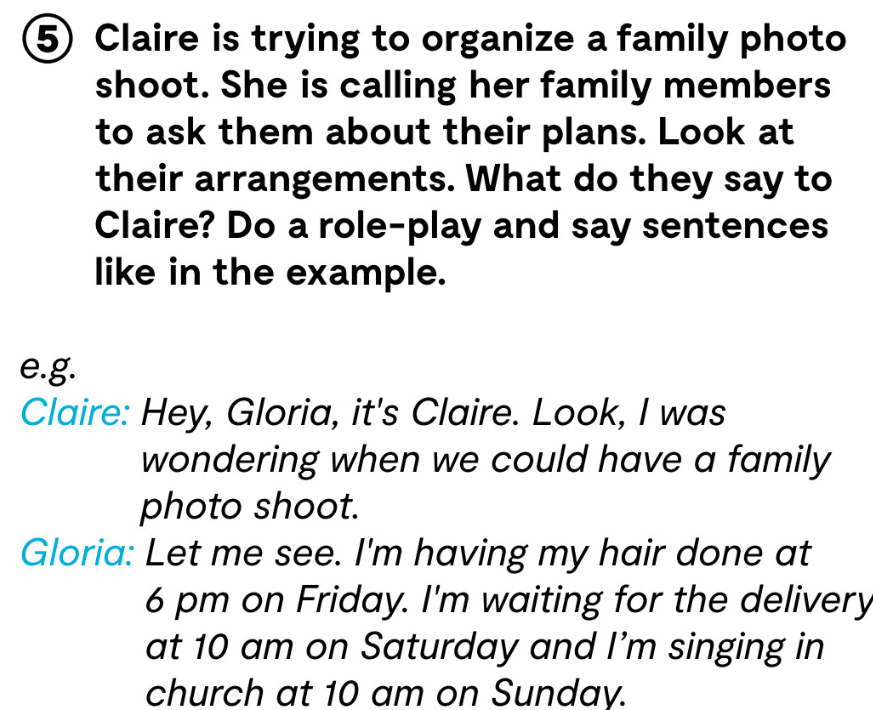 5 Claire is trying to organize a family photo
shoot. She is calling her family members
to ask them about their plans. Look at
their arrangements. What do they say to
Claire? Do a role-play and say sentences
like in the example.
e.g.
Claire: Hey, Gloria, it's Claire. Look, I was
wondering when we could have a family
photo shoot.
Gloria: Let me see. I'm having my hair done at
6 pm on Friday. I'm waiting for the delivery
at 10 am on Saturday and I’m singing in
church at 10 am on Sunday.